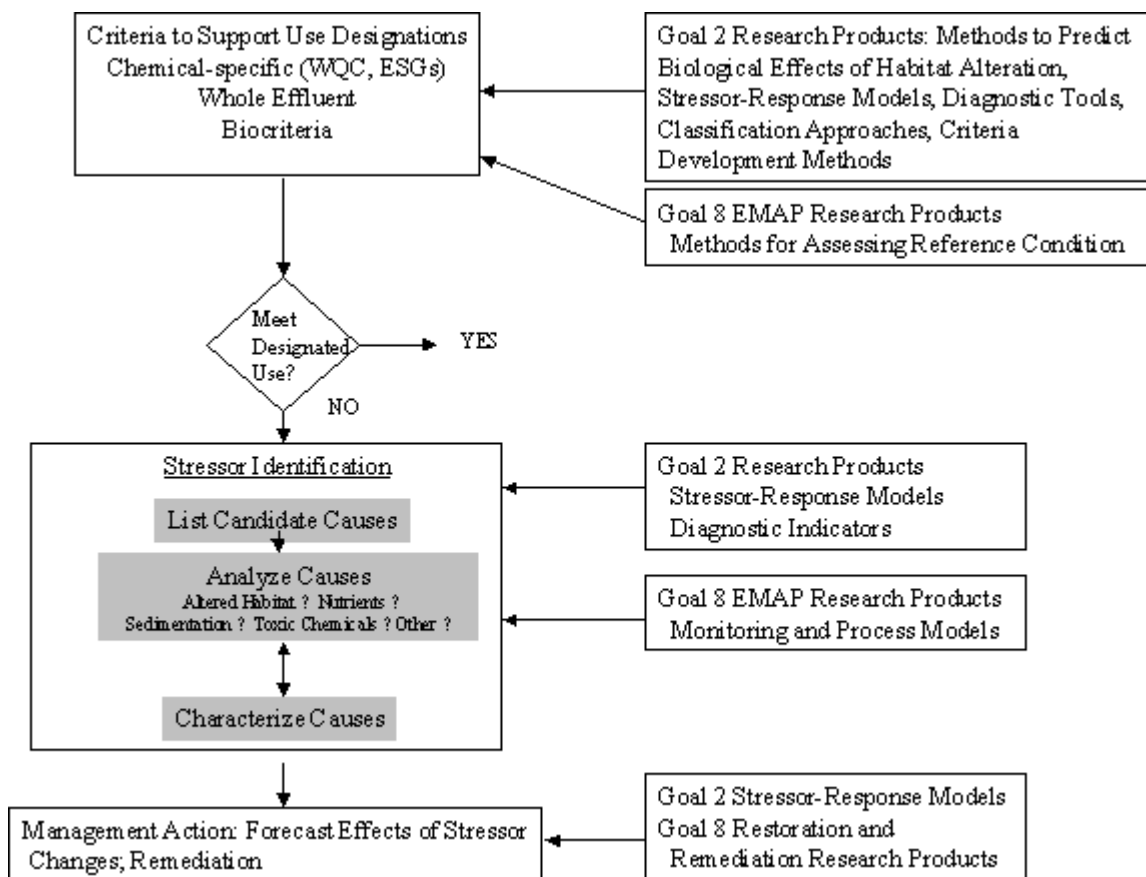 Criteria to Support Use Designations
Chemical-specific (WQC, ESGs)
Whole Effluent
Biocriteria
Goal 2 Research Products: Methods to Predict
Biological Effects of Habitat Alteration,
Stressor-Response Models, Diagnostic Tools,
Classification Approaches, Criteria
Development Methods
Goal 8 EMAP Research Products
Methods for Assessing Reference Condition
Meet
Designated
Use?
YES
NO
Stressor Identification
List Candidate Causes
Analyze Causes
Altered Habitat ? Nutrients ?
Sedimentation ? Toxic Chemicals ? Other ?
Characterize Causes
Goal 2 Research Products
Stressor-Response Models
Diagnostic Indicators
Goal 8 EMAP Research Products
Monitoring and Process Models
Management Action: Forecast Effects of Stressor
Changes; Remediation
Goal 2 Stressor-Response Models
Goal 8 Restoration and
Remediation Research Products